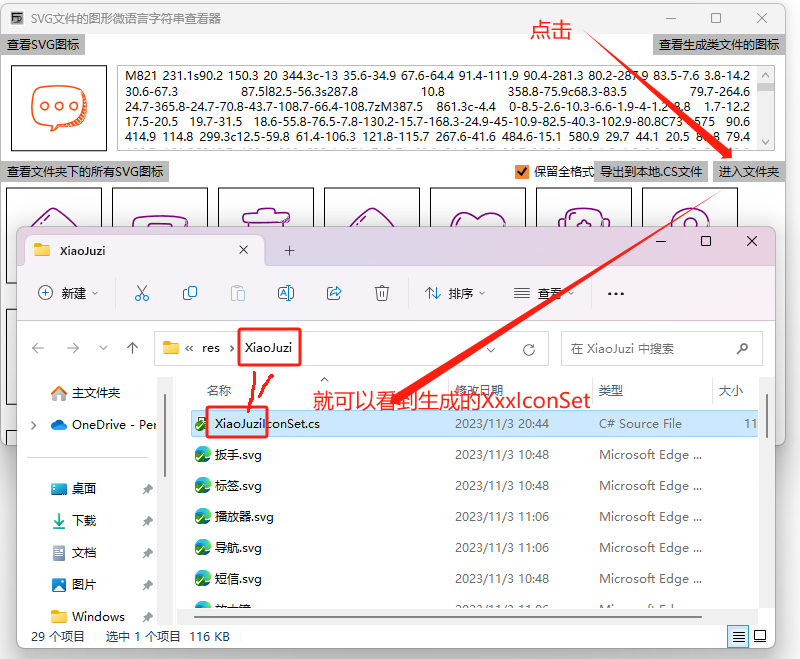 SVG文件的图形微语言字符串查看器
点击
查看SVG图标
查看生成类文件的图标
M821 231.1s90.2 150.3 20 344.3c-13 35.6-34.9 67.6-64.4 91.4-111.9 90.4-281.3 80.2-287.9 83.5-7.6 3.8-14.2
30.6-67.3 87.5l82.5-56.3s287.8 10.8 358.8-75.9c68.3-83.5 79.7-264.6
24.7-365.8-24.7-70.8-43.7-108.7-66.4-108.7zM387.5 861.3c-4.4 0-8.5-2.6-10.3-6.6-1.9-4-1.2-8.8 1.7-12.2
17.5-20.5 19.7-31.5 18.6-55.8-76.5-7.8-130.2-15.7-168.3-24.9-45-10.9-82.5-40.3-102.9-80.8C73 575 90.6
414.9 114.8 299.3c12.5-59.8 61.4-106.3 121.8-115.7 267.6-41.6 484.6-15.1 580.9 29.7 44.1 20.5 79.4
查看文件夹下的所有SVG图标
保留全格式
导出到本地.CS文件
进入文件夹
XiaoJuzi
新建
排序
查看
res
XiaoJuzi
在 XiaoJuzi 中搜索
主文件夹
OneDrive - Per
桌面
下载
文档
图片
Windows
名称
修改日期
类型
大小
就可以看到生成的XxxIconSet
XiaoJuziIconSet.cs 2023/11/3 20:44 C# Source File 11
扳手.svg 2023/11/3 10:48 Microsoft Edge ...
标签.svg 2023/11/3 10:48 Microsoft Edge ...
播放器.svg 2023/11/3 11:06 Microsoft Edge ...
导航.svg 2023/11/3 11:06 Microsoft Edge ...
短信.svg 2023/11/3 10:48 Microsoft Edge ...
29 个项目 选中 1 个项目 116 KB